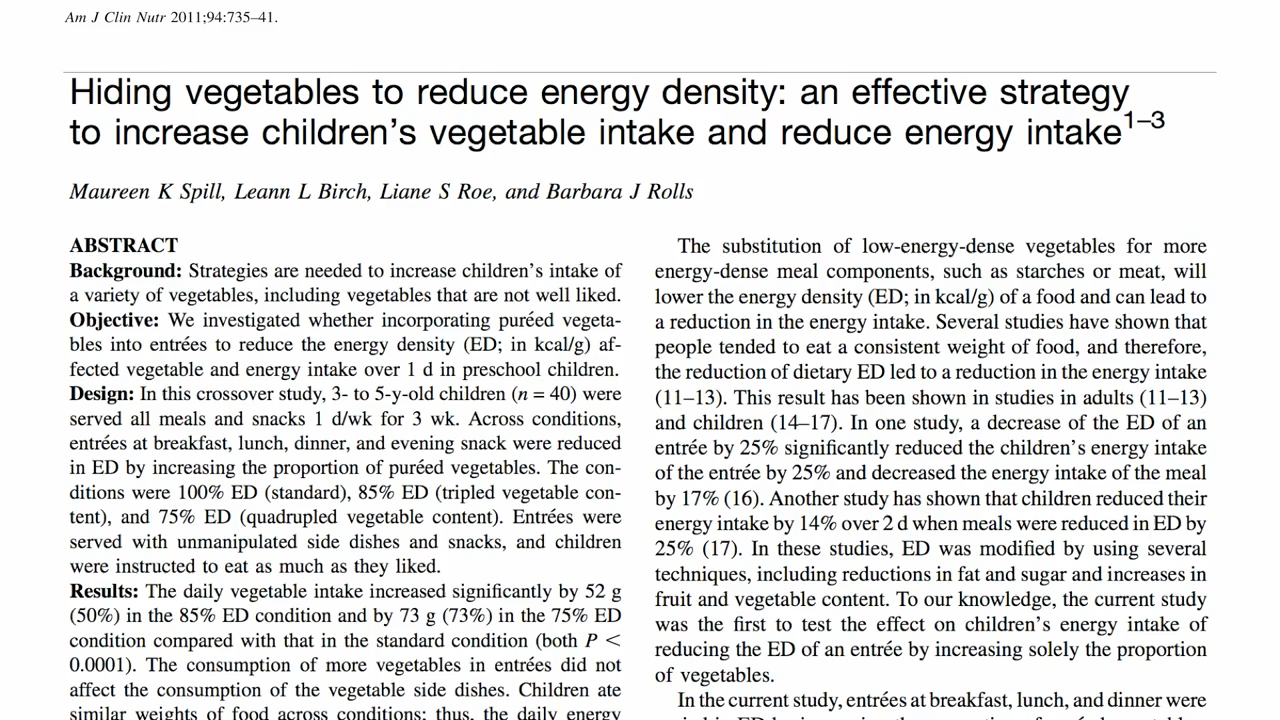 Am J Clin Nutr 2011;94:735–41.
Hiding vegetables to reduce energy density: an effective strategy
to increase children’s vegetable intake and reduce energy intake1–3
Maureen K Spill, Leann L Birch, Liane S Roe, and Barbara J Rolls
ABSTRACT
Background: Strategies are needed to increase children’s intake of
a variety of vegetables, including vegetables that are not well liked.
Objective: We investigated whether incorporating puréed vegeta-
bles into entrées to reduce the energy density (ED; in kcal/g) af-
fected vegetable and energy intake over 1 d in preschool children.
Design: In this crossover study, 3- to 5-y-old children (n = 40) were
served all meals and snacks 1 d/wk for 3 wk. Across conditions,
entrées at breakfast, lunch, dinner, and evening snack were reduced
in ED by increasing the proportion of puréed vegetables. The con-
ditions were 100% ED (standard), 85% ED (tripled vegetable con-
tent), and 75% ED (quadrupled vegetable content). Entrées were
served with unmanipulated side dishes and snacks, and children
were instructed to eat as much as they liked.
Results: The daily vegetable intake increased significantly by 52 g
(50%) in the 85% ED condition and by 73 g (73%) in the 75% ED
condition compared with that in the standard condition (both P <
0.0001). The consumption of more vegetables in entrées did not
affect the consumption of the vegetable side dishes. Children ate
similar weights of food across conditions; thus, the daily energy
The substitution of low-energy-dense vegetables for more
energy-dense meal components, such as starches or meat, will
lower the energy density (ED; in kcal/g) of a food and can lead to
a reduction in the energy intake. Several studies have shown that
people tended to eat a consistent weight of food, and therefore,
the reduction of dietary ED led to a reduction in the energy intake
(11–13). This result has been shown in studies in adults (11–13)
and children (14–17). In one study, a decrease of the ED of an
entrée by 25% significantly reduced the children’s energy intake
of the entrée by 25% and decreased the energy intake of the meal
by 17% (16). Another study has shown that children reduced their
energy intake by 14% over 2 d when meals were reduced in ED by
25% (17). In these studies, ED was modified by using several
techniques, including reductions in fat and sugar and increases in
fruit and vegetable content. To our knowledge, the current study
was the first to test the effect on children’s energy intake of
reducing the ED of an entrée by increasing solely the proportion
of vegetables.
In the current study, entrées at breakfast, lunch, and dinner were